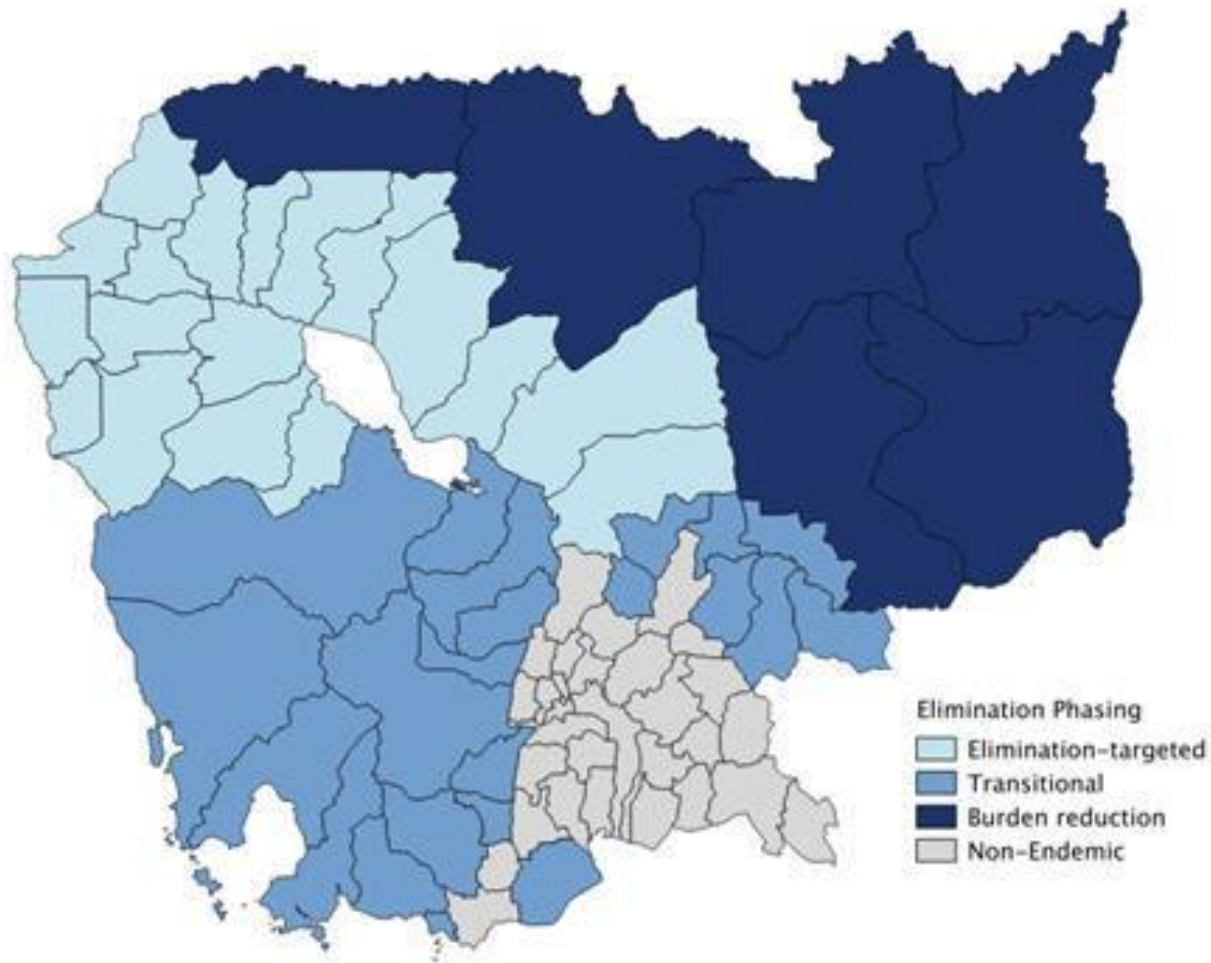 Elimination Phasing
Elimination-targeted
Transitional
Burden reduction
Non-Endemic